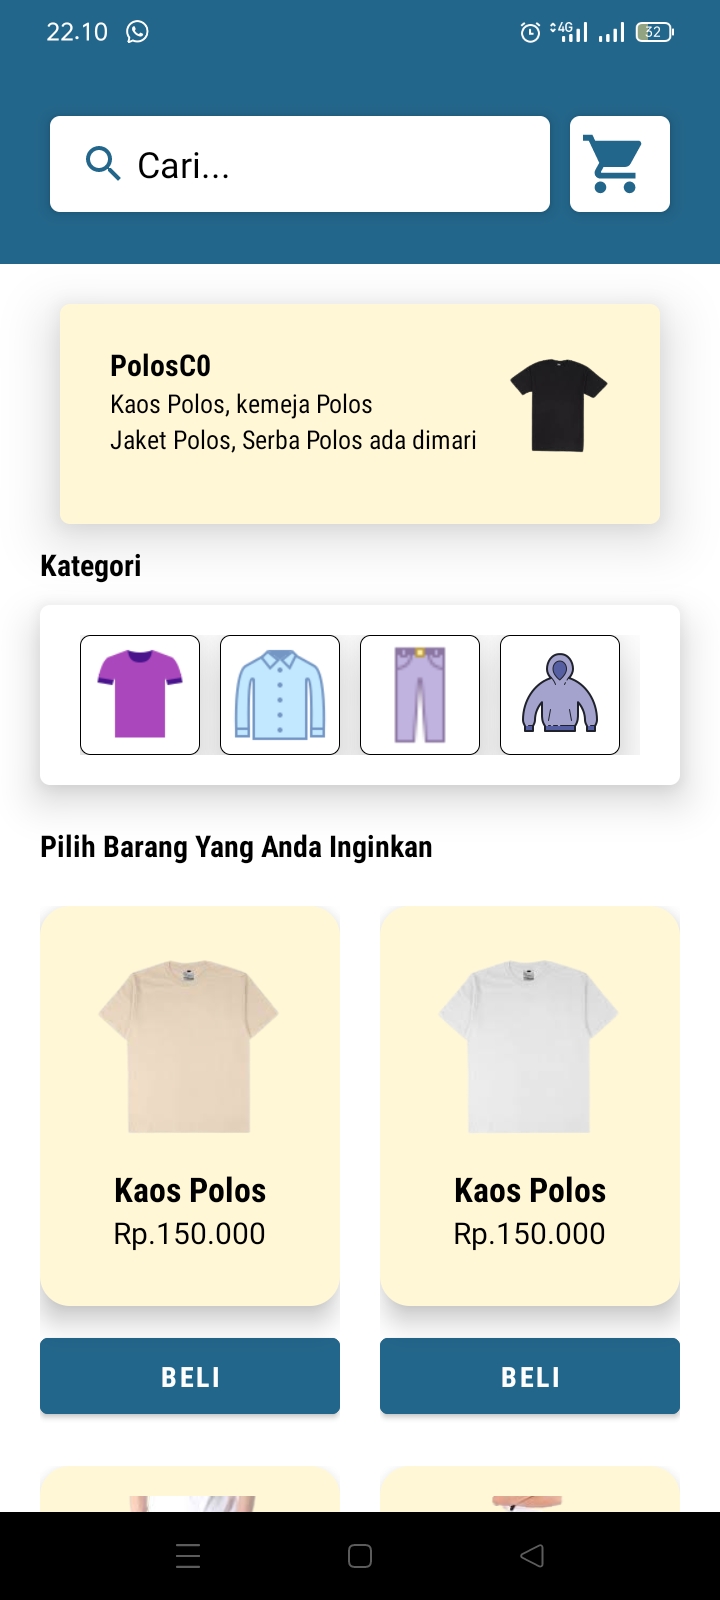 22.10
4G
32
Cari...
PolosC0
Kaos Polos, kemeja Polos
Jaket Polos, Serba Polos ada dimari
Kategori
Pilih Barang Yang Anda Inginkan
Kaos Polos
Rp.150.000
Kaos Polos
Rp.150.000
BELI
BELI